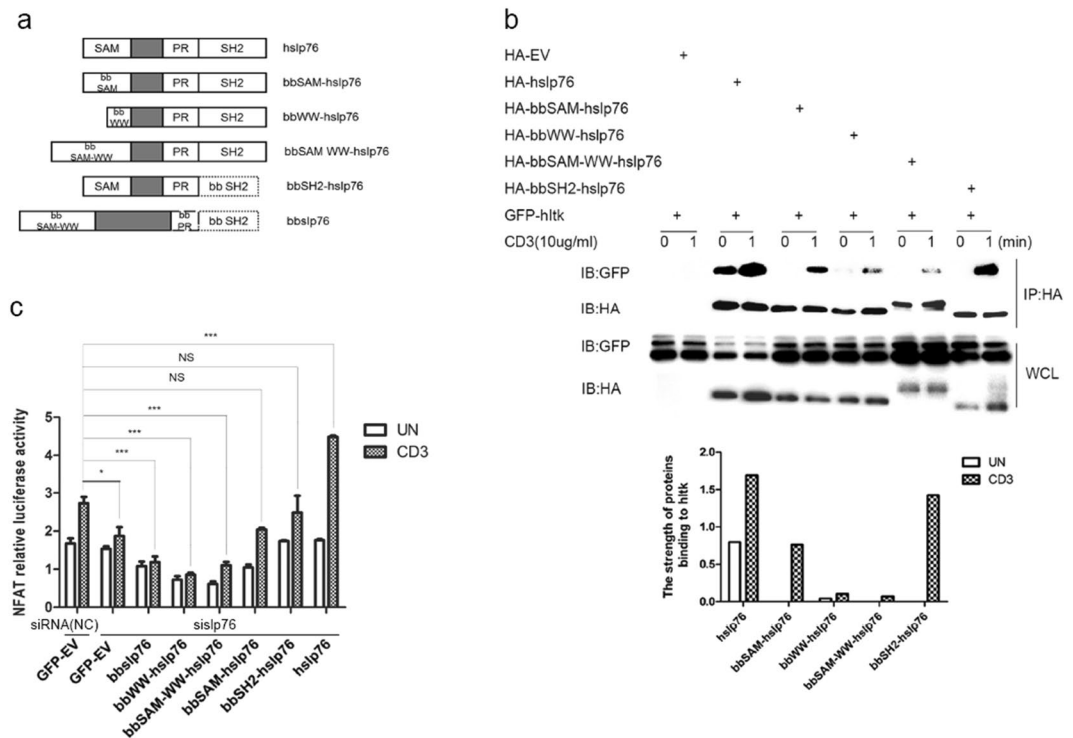 a
SAM PR SH2 hslp76
bb SAM PR SH2 bbSAM-hslp76
bb WW PR SH2 bbWW-hslp76
bb SAM-WW PR SH2 bbSAM WW-hslp76
SAM PR bb SH2 bbSH2-hslp76
bb SAM-WW bb PR bb SH2 bbslp76
b
HA-EV +
HA-hslp76 +
HA-bbSAM-hslp76 +
HA-bbWW-hslp76 +
HA-bbSAM-WW-hslp76 +
HA-bbSH2-hslp76 +
GFP-hltk + + + + + +
CD3(10ug/ml) 0 1 0 1 0 1 0 1 0 1 0 1 (min)
IB:GFP
IB:HA
IP:HA
IB:GFP
IB:HA
WCL
The strength of proteins
binding to hltk
2.0
1.5
1.0
0.5
0.0
UN
CD3
hslp76
bbSAM-hslp76
bbWW-hslp76
bbSAM-WW-hslp76
bbSH2-hslp76
c
***
NS
NS
***
***
***
*
NFAT relative luciferase activity
5
4
3
2
1
0
UN
CD3
siRNA(NC) sislp76
GFP-EV
GFP-EV
bbslp76
bbWW-hslp76
bbSAM-WW-hslp76
bbSAM-hslp76
bbSH2-hslp76
hslp76